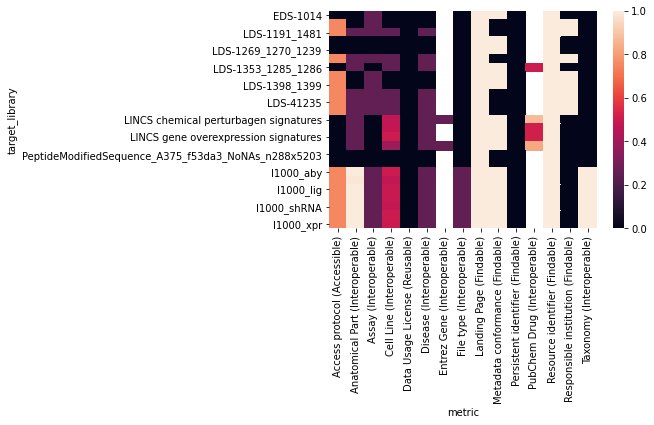 target_library
EDS-1014
LDS-1191_1481
LDS-1269_1270_1239
LDS-1353_1285_1286
LDS-1398_1399
LDS-41235
LINCS chemical perturbagen signatures
LINCS gene overexpression signatures
PeptideModifiedSequence_A375_f53da3_NoNAs_n288x5203
l1000_aby
l1000_lig
l1000_shRNA
l1000_xpr
Access protocol (Accessible)
Anatomical Part (Interoperable)
Assay (Interoperable)
Cell Line (Interoperable)
Data Usage License (Reusable)
Disease (Interoperable)
Entrez Gene (Interoperable)
File type (Interoperable)
Landing Page (Findable)
Metadata conformance (Findable)
Persistent identifier (Findable)
PubChem Drug (Interoperable)
Resource identifier (Findable)
Responsible institution (Findable)
Taxonomy (Interoperable)
metric
1.0
0.8
0.6
0.4
0.2
0.0